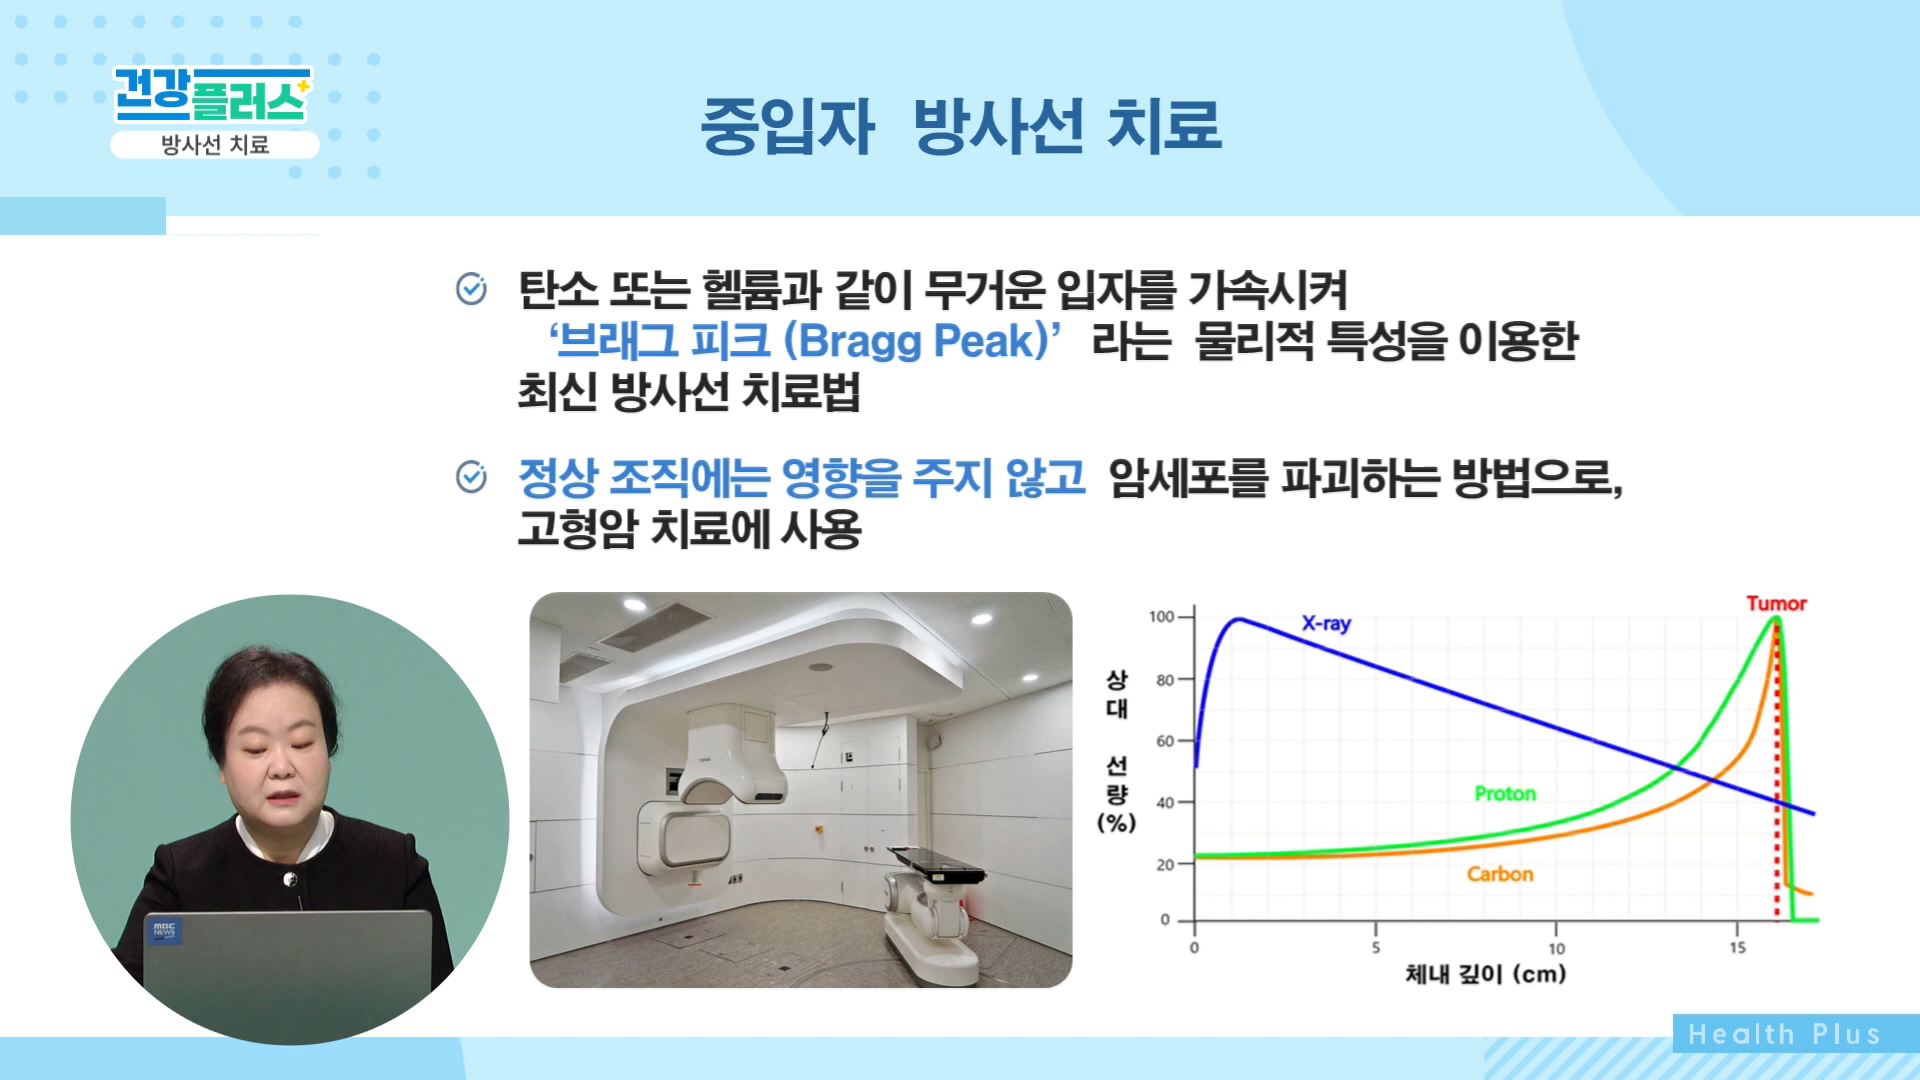 건강플러스+
방사선 치료
중입자 방사선 치료
탄소 또는 헬륨과 같이 무거운 입자를 가속시켜
‘브래그 피크 (Bragg Peak)’ 라는 물리적 특성을 이용한
최신 방사선 치료법
정상 조직에는 영향을 주지 않고 암세포를 파괴하는 방법으로,
고형암 치료에 사용
Tumor
X-ray
Proton
Carbon
상대 선량 (%)
100
80
60
40
20
0
0 5 10 15
체내 깊이 (cm)
MBC
NEWS
Health Plus